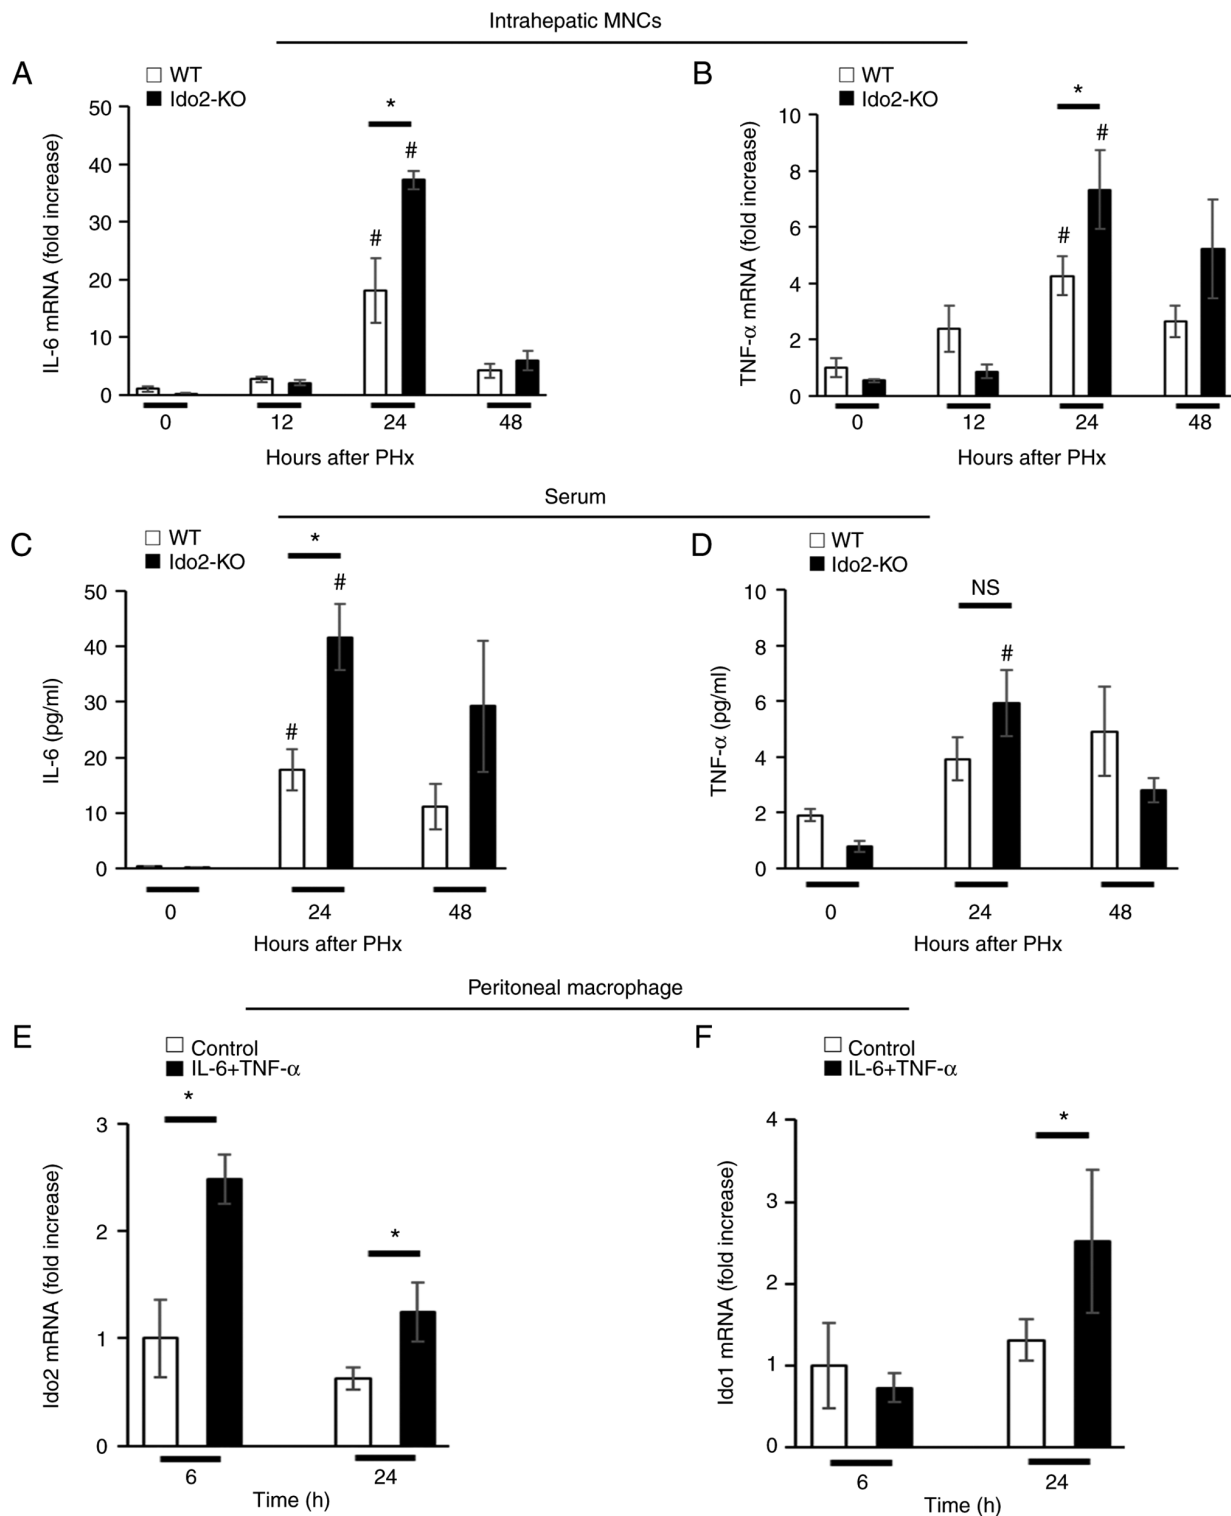 Intrahepatic MNCs
A
WT
Ido2-KO
*
#
#
IL-6 mRNA (fold increase)
50
40
30
20
10
0
0 12 24 48
Hours after PHx
B
WT
Ido2-KO
*
#
#
TNF-α mRNA (fold increase)
10
8
6
4
2
0
0 12 24 48
Hours after PHx
Serum
C
WT
Ido2-KO
*
#
#
IL-6 (pg/ml)
50
40
30
20
10
0
0 24 48
Hours after PHx
D
WT
Ido2-KO
NS
#
TNF-α (pg/ml)
10
8
6
4
2
0
0 24 48
Hours after PHx
Peritoneal macrophage
E
Control
IL-6+TNF-α
*
*
Ido2 mRNA (fold increase)
3
2
1
0
6 24
Time (h)
F
Control
IL-6+TNF-α
*
Ido1 mRNA (fold increase)
4
3
2
1
0
6 24
Time (h)